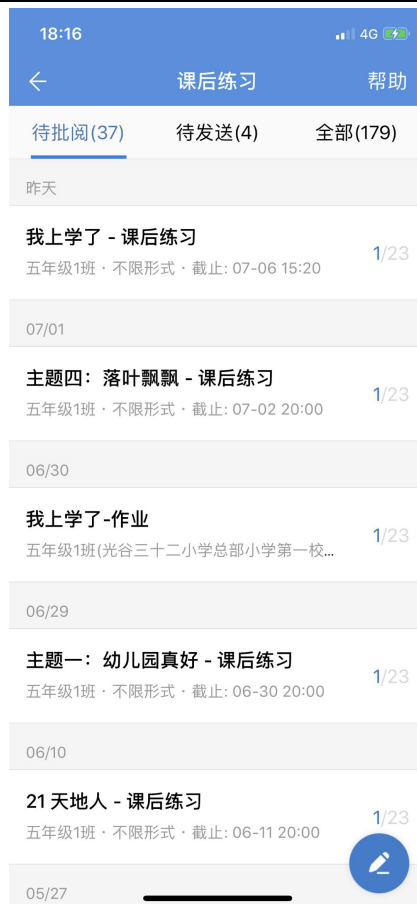 18:16
4G
课后练习
帮助
待批阅(37)
待发送(4)
全部(179)
昨天
我上学了 - 课后练习
五年级1班 · 不限形式 · 截止: 07-06 15:20
1/23
07/01
主题四：落叶飘飘 - 课后练习
五年级1班 · 不限形式 · 截止: 07-02 20:00
1/23
06/30
我上学了-作业
五年级1班(光谷三十二小学总部小学第一校...
1/23
06/29
主题一：幼儿园真好 - 课后练习
五年级1班 · 不限形式 · 截止: 06-30 20:00
1/23
06/10
21 天地人 - 课后练习
五年级1班 · 不限形式 · 截止: 06-11 20:00
1/23
05/27